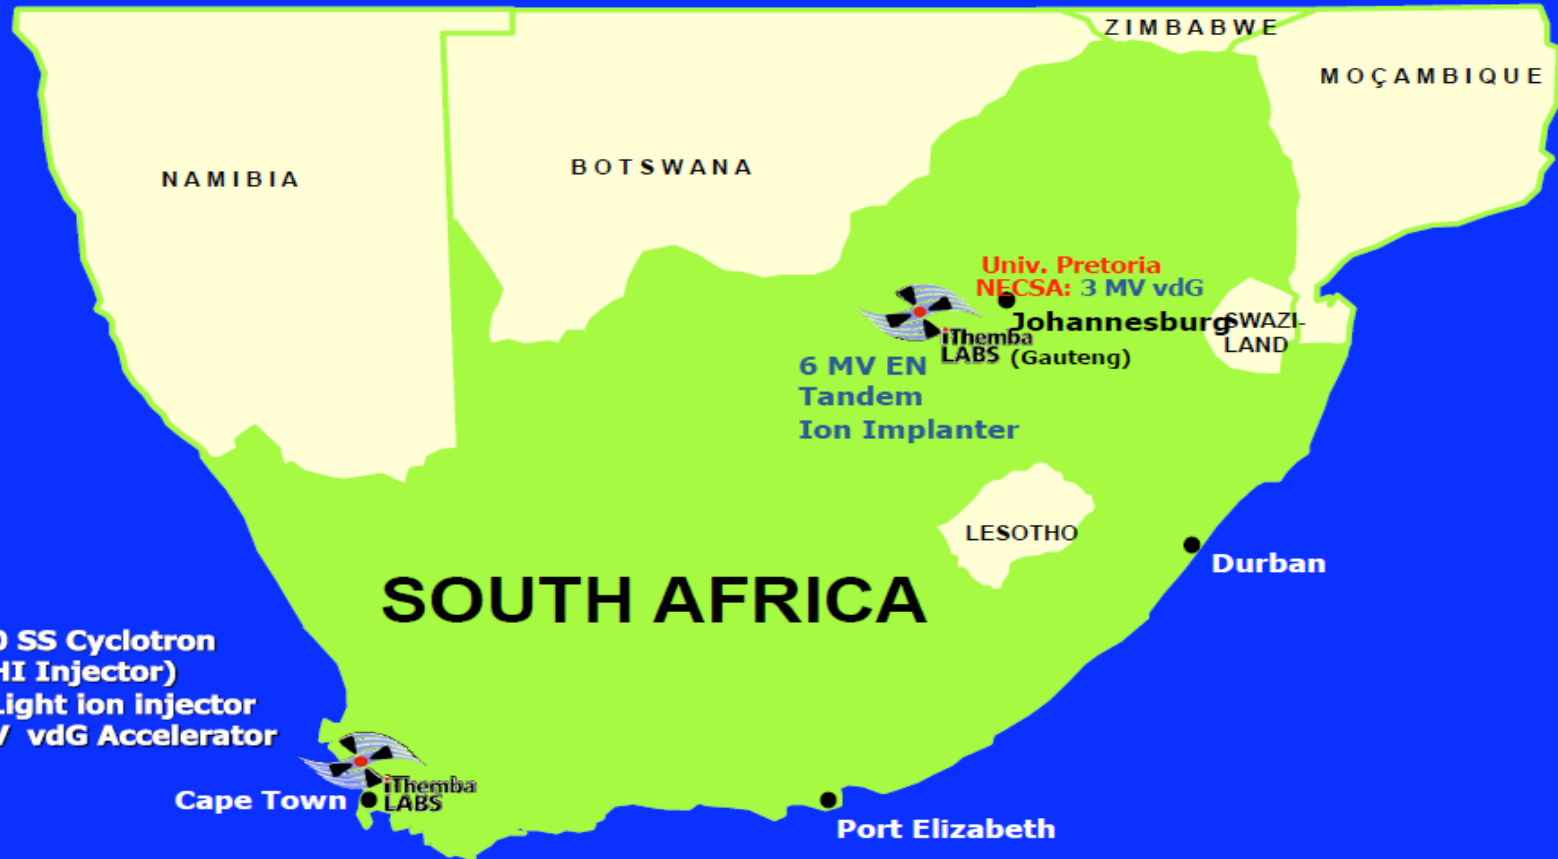 ZIMBABWE
MOÇAMBIQUE
BOTSWANA
NAMIBIA
Univ. Pretoria
NECSA: 3 MV vdG
Johannesburg
(Gauteng)
iThemba
LABS
SWAZI-
LAND
6 MV EN
Tandem
Ion Implanter
LESOTHO
Durban
SOUTH AFRICA
SS Cyclotron
HI Injector)
Light ion injector
vdG Accelerator
iThemba
LABS
Cape Town
Port Elizabeth